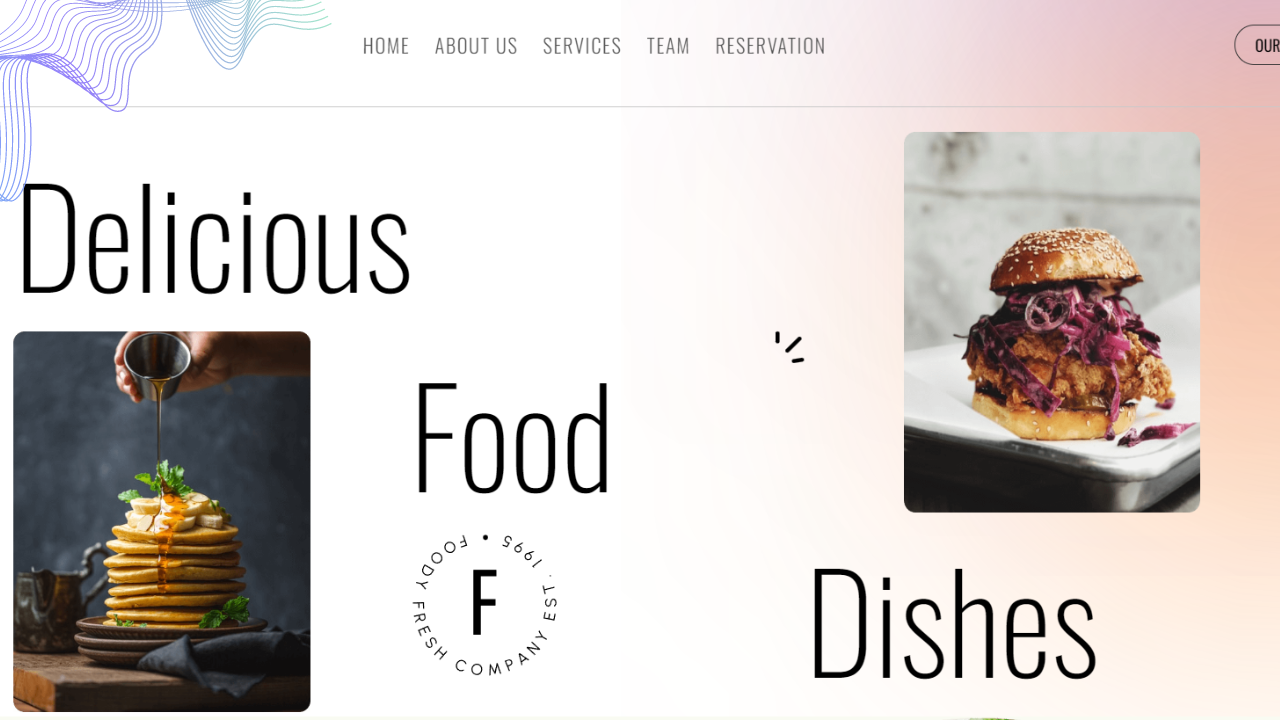 HOME ABOUT US SERVICES TEAM RESERVATION OUR
Delicious
Food
FOODY FRESH COMPANY EST. 1995 •
F
Dishes